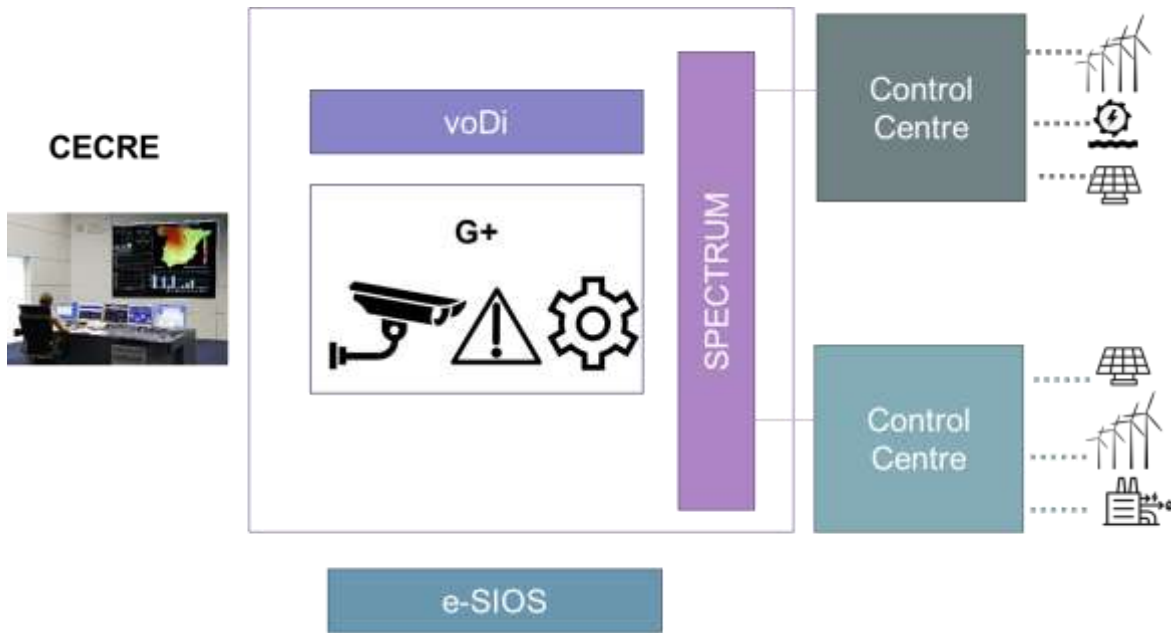 CECRE
voDi
G+
SPECTRUM
Control
Centre
Control
Centre
e-SIOS